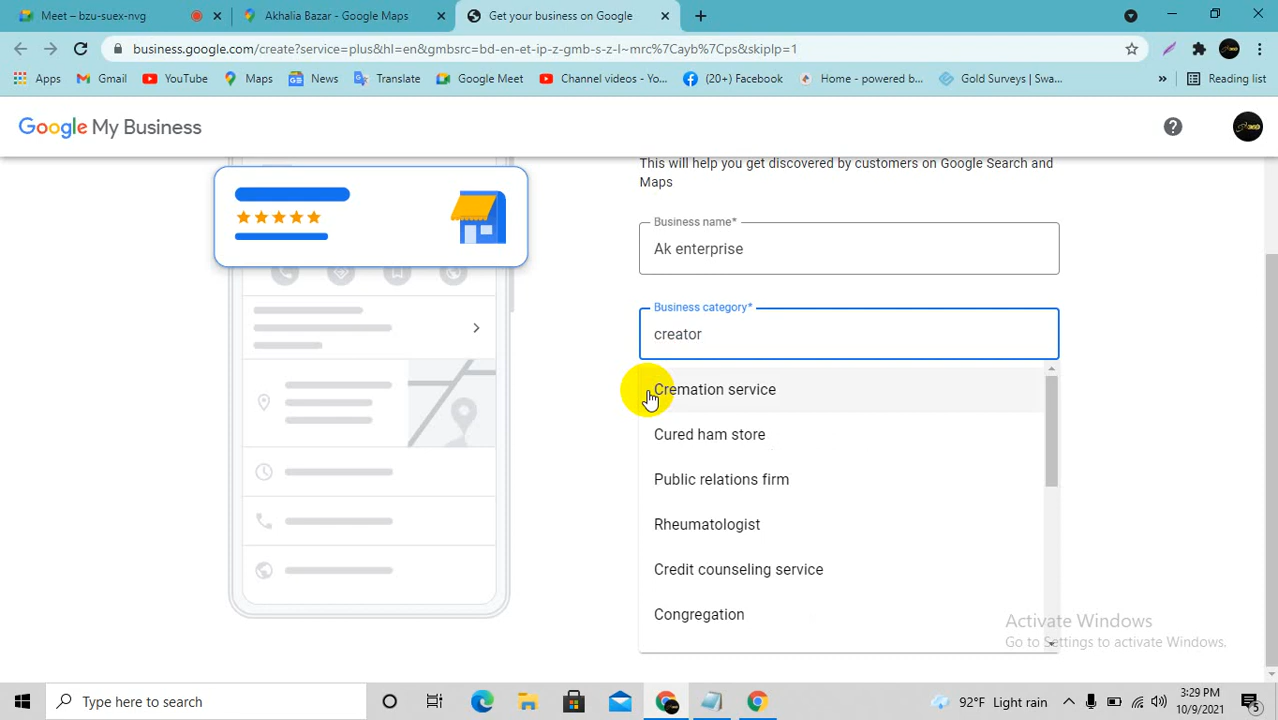 Meet – bzu-suex-nvg
Akhalia Bazar - Google Maps
Get your business on Google
business.google.com/create?service=plus&hl=en&gmbsrc=bd-en-et-ip-z-gmb-s-z-l~mrc%7Cayb%7Cps&skiplp=1
Apps
Gmail
YouTube
Maps
News
Translate
Google Meet
Channel videos - Yo...
(20+) Facebook
Home - powered b...
Gold Surveys | Swa...
»
Reading list
Google My Business
This will help you get discovered by customers on Google Search and
Maps
Business name*
Ak enterprise
Business category*
creator
Cremation service
Cured ham store
Public relations firm
Rheumatologist
Credit counseling service
Congregation
Activate Windows
Go to Settings to activate Windows.
Type here to search
92°F Light rain
3:29 PM
10/9/2021
5